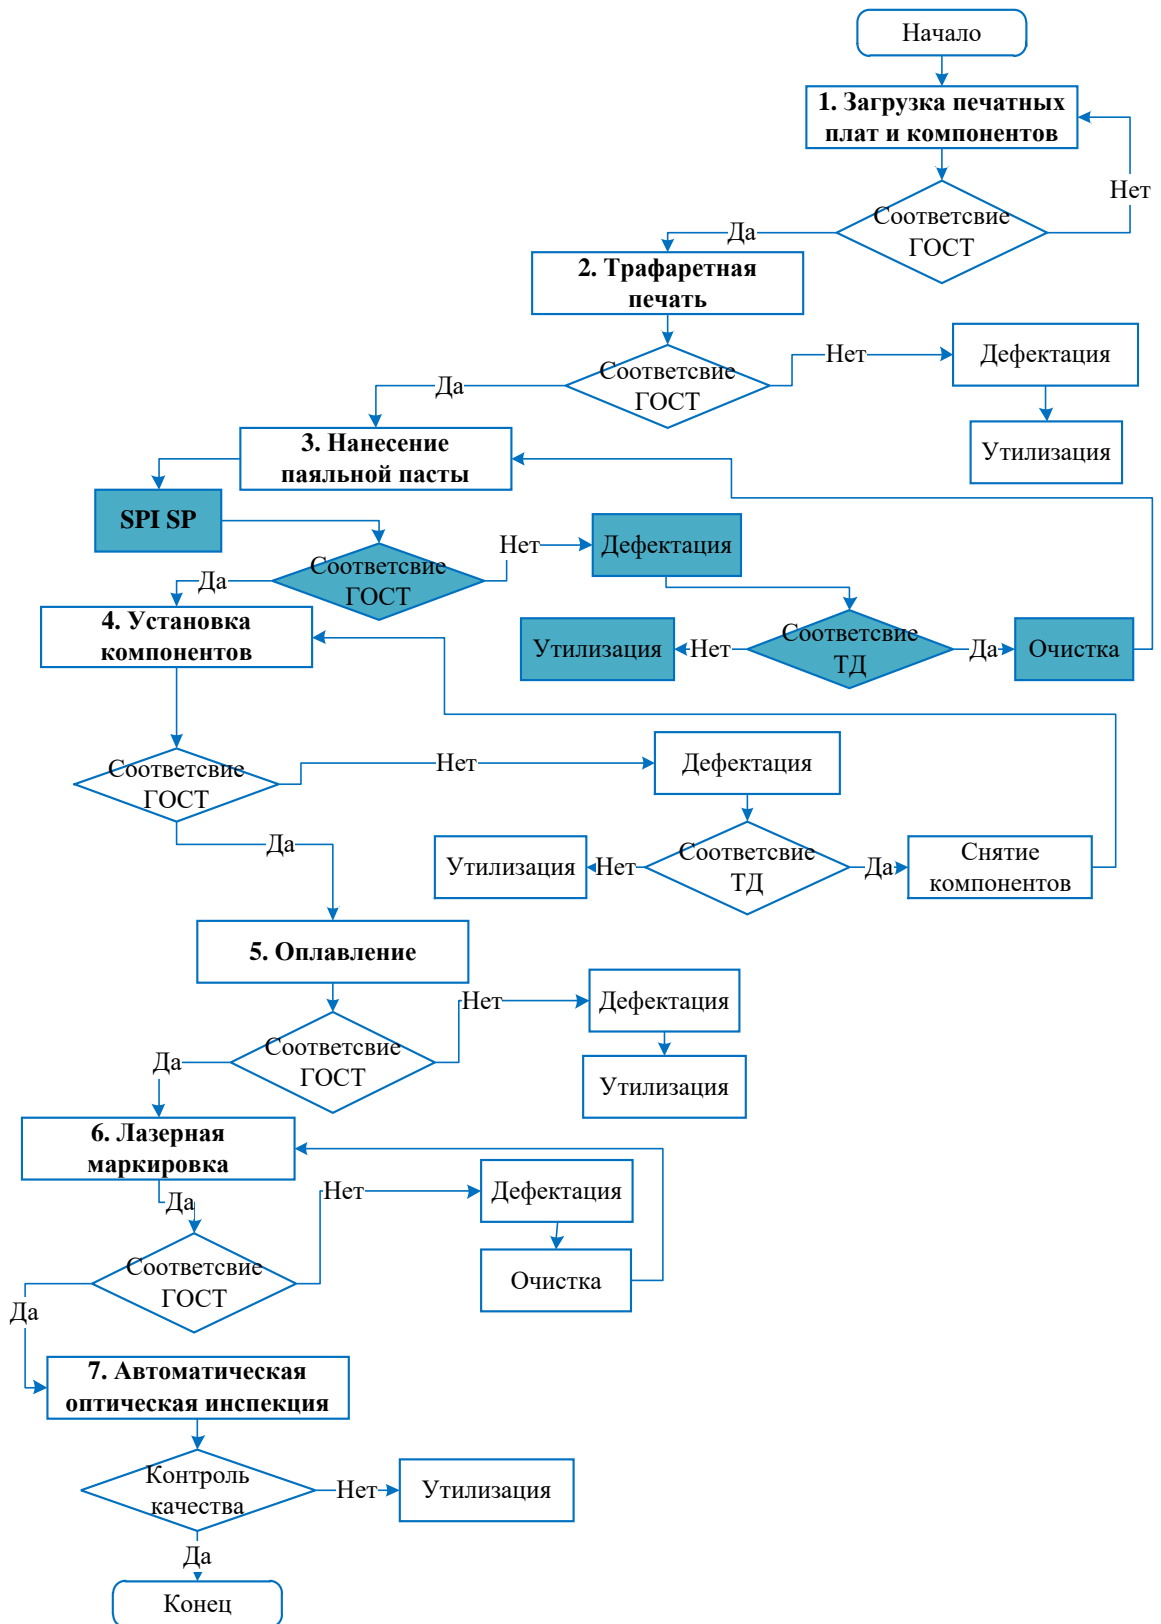 Начало
1. Загрузка печатных
плат и компонентов
Нет
Соответсвие
ГОСТ
Да
2. Трафаретная
печать
Соответсвие
ГОСТ
Нет
Дефектация
Утилизация
Да
3. Нанесение
паяльной пасты
SPI SP
Соответсвие
ГОСТ
Нет
Дефектация
Соответсвие
ТД
Нет
Утилизация
Да
Очистка
Да
4. Установка
компонентов
Соответсвие
ГОСТ
Нет
Дефектация
Соответсвие
ТД
Нет
Утилизация
Да
Снятие
компонентов
Да
5. Оплавление
Соответсвие
ГОСТ
Нет
Дефектация
Утилизация
Да
6. Лазерная
маркировка
Да
Соответсвие
ГОСТ
Нет
Дефектация
Очистка
Да
7. Автоматическая
оптическая инспекция
Контроль
качества
Нет
Утилизация
Да
Конец